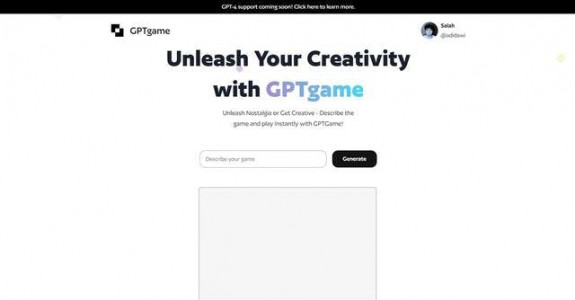 GPT-4 support coming soon! Click here to learn more.
GPTgame
Salah
@adidawi
Unleash Your Creativity
with GPTgame
Unleash Nostalgia or Get Creative - Describe the
game and play instantly with GPTGame!
Describe your game
Generate